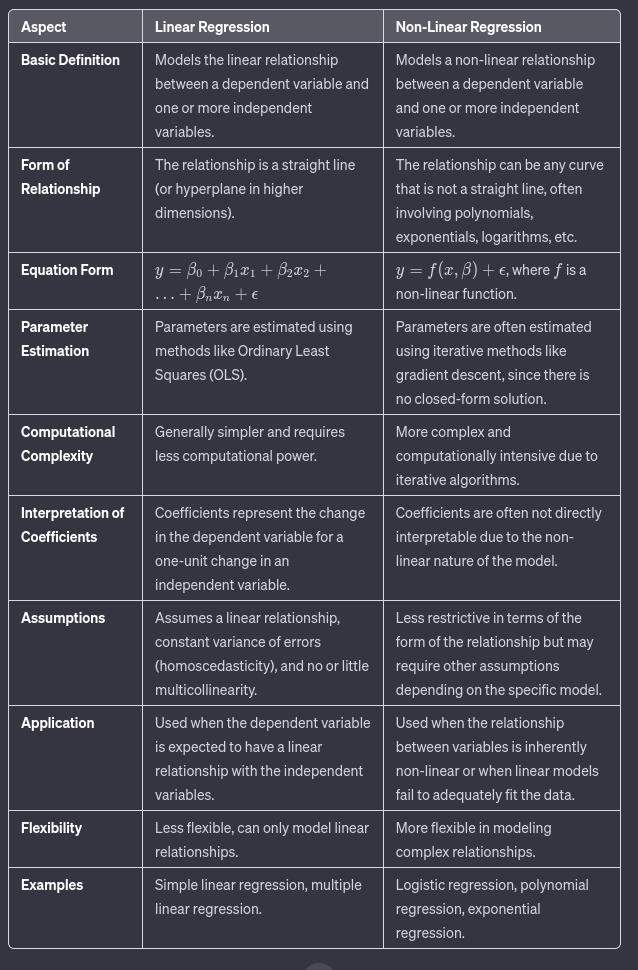 Aspect Linear Regression Non-Linear Regression
Basic Definition Models the linear relationship Models a non-linear relationship
between a dependent variable and between a dependent variable
one or more independent and one or more independent
variables. variables.
Form of The relationship is a straight line The relationship can be any curve
Relationship (or hyperplane in higher that is not a straight line, often
dimensions). involving polynomials,
exponentials, logarithms, etc.
Equation Form y = β₀ + β₁x₁ + β₂x₂ + y = f(x, β) + ϵ, where f is a
… + βₙxₙ + ϵ non-linear function.
Parameter Parameters are estimated using Parameters are often estimated
Estimation methods like Ordinary Least using iterative methods like
Squares (OLS). gradient descent, since there is
no closed-form solution.
Computational Generally simpler and requires More complex and
Complexity less computational power. computationally intensive due to
iterative algorithms.
Interpretation of Coefficients represent the change Coefficients are often not directly
Coefficients in the dependent variable for a interpretable due to the non-
one-unit change in an linear nature of the model.
independent variable.
Assumptions Assumes a linear relationship, Less restrictive in terms of the
constant variance of errors form of the relationship but may
(homoscedasticity), and no or little require other assumptions
multicollinearity. depending on the specific model.
Application Used when the dependent variable Used when the relationship
is expected to have a linear between variables is inherently
relationship with the independent non-linear or when linear models
variables. fail to adequately fit the data.
Flexibility Less flexible, can only model linear More flexible in modeling
relationships. complex relationships.
Examples Simple linear regression, multiple Logistic regression, polynomial
linear regression. regression, exponential
regression.